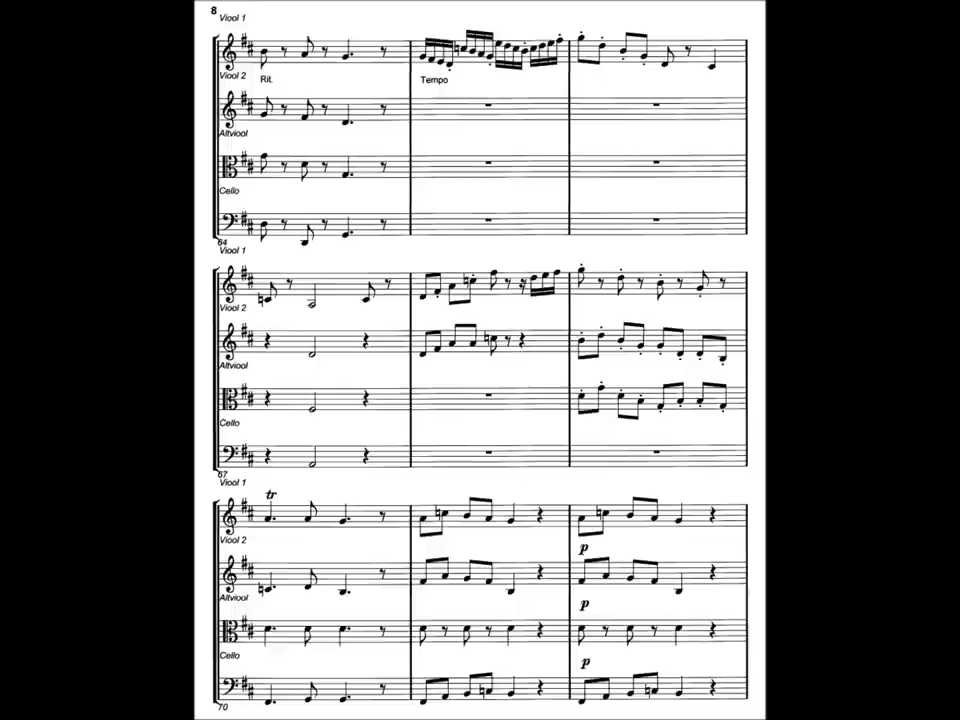 8
Viool 1
Rit.
Tempo
Viool 2
Altviool
Cello
64
Viool 1
Viool 2
Altviool
Cello
67
Viool 1
tr
Viool 2
p
Altviool
p
Cello
p
70